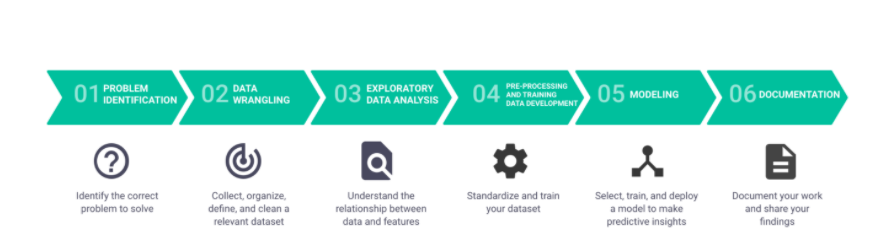 01 PROBLEM
IDENTIFICATION
02 DATA
WRANGLING
03 EXPLORATORY
DATA ANALYSIS
04 PRE-PROCESSING
AND TRAINING
DATA DEVELOPMENT
05 MODELING
06 DOCUMENTATION
Identify the correct
problem to solve
Collect, organize,
define, and clean a
relevant dataset
Understand the
relationship between
data and features
Standardize and train
your dataset
Select, train, and deploy
a model to make
predictive insights
Document your work
and share your
findings